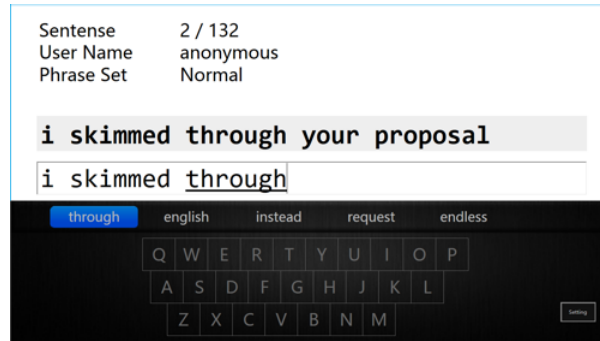 Sentense 2 / 132
User Name anonymous
Phrase Set Normal
i skimmed through your proposal
i skimmed through
through english instead request endless
Q W E R T Y U I O P
A S D F G H J K L
Setting
Z X C V B N M